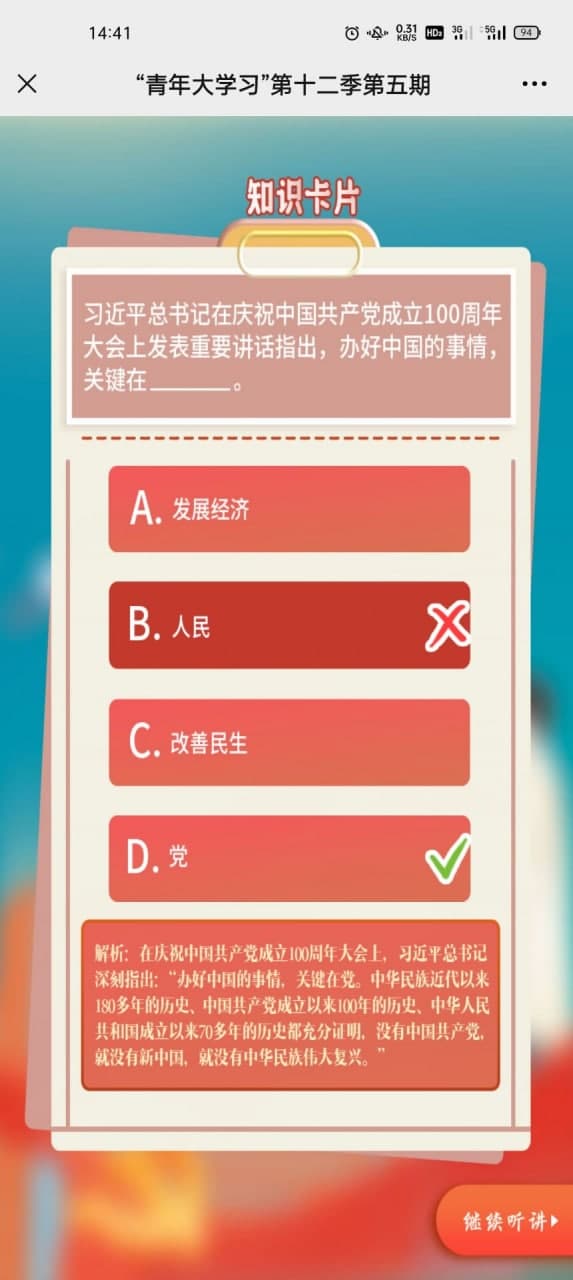 14:41
0.31
KB/S
HD2
3G
5G
94
“青年大学习”第十二季第五期
知识卡片
习近平总书记在庆祝中国共产党成立100周年
大会上发表重要讲话指出，办好中国的事情，
关键在_______。
A. 发展经济
B. 人民
C. 改善民生
D. 党
解析：在庆祝中国共产党成立100周年大会上，习近平总书记
深刻指出：“办好中国的事情，关键在党。中华民族近代以来
180多年的历史、中国共产党成立以来100年的历史、中华人民
共和国成立以来70多年的历史都充分证明，没有中国共产党，
就没有新中国，就没有中华民族伟大复兴。”
继续听讲